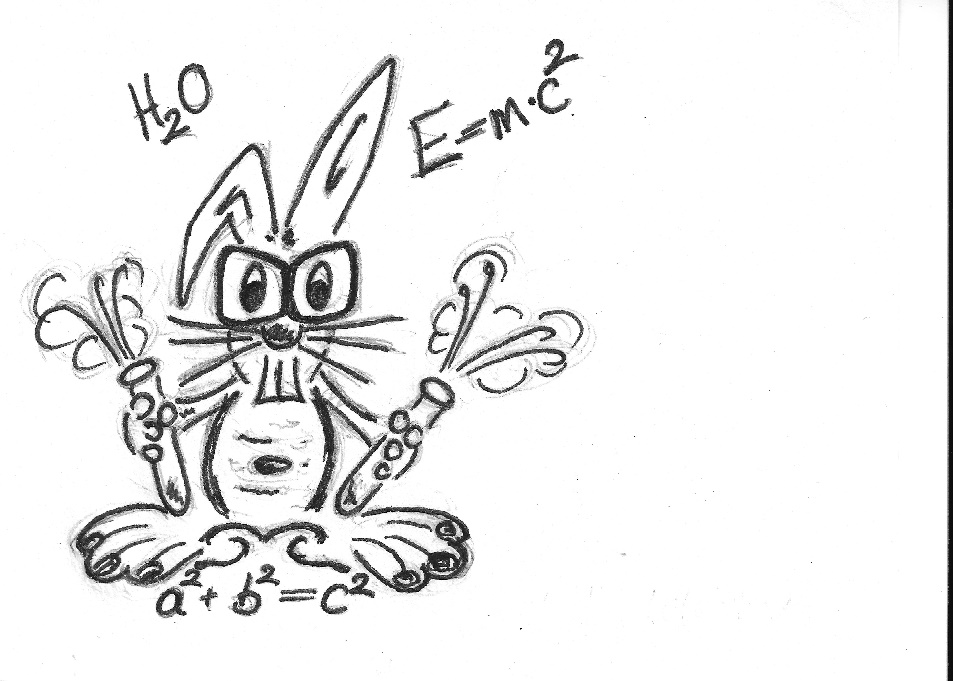 H₂O
E=m·c²
a²+b²=c²